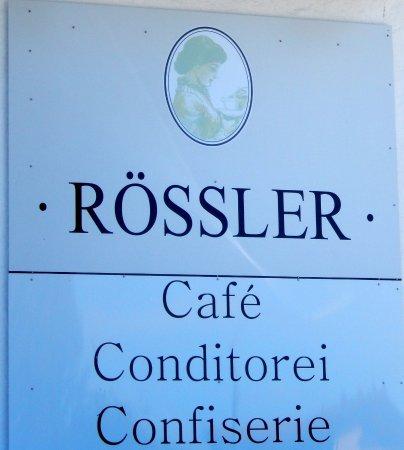 · RÖSSLER ·
Café
Conditorei
Confiserie